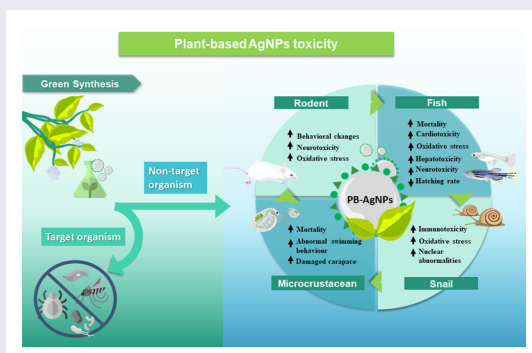 Plant-based AgNPs toxicity
Green Synthesis
Non-target
organism
Target organism
Rodent
Behavioral changes
Neurotoxicity
Oxidative stress
Fish
Mortality
Cardiotoxicity
Oxidative stress
Hepatotoxicity
Neurotoxicity
Hatching rate
PB-AgNPs
Mortality
Abnormal swimming
behaviour
Damaged carapace
Microcrustacean
Immunotoxicity
Oxidative stress
Nuclear
abnormalities
Snail